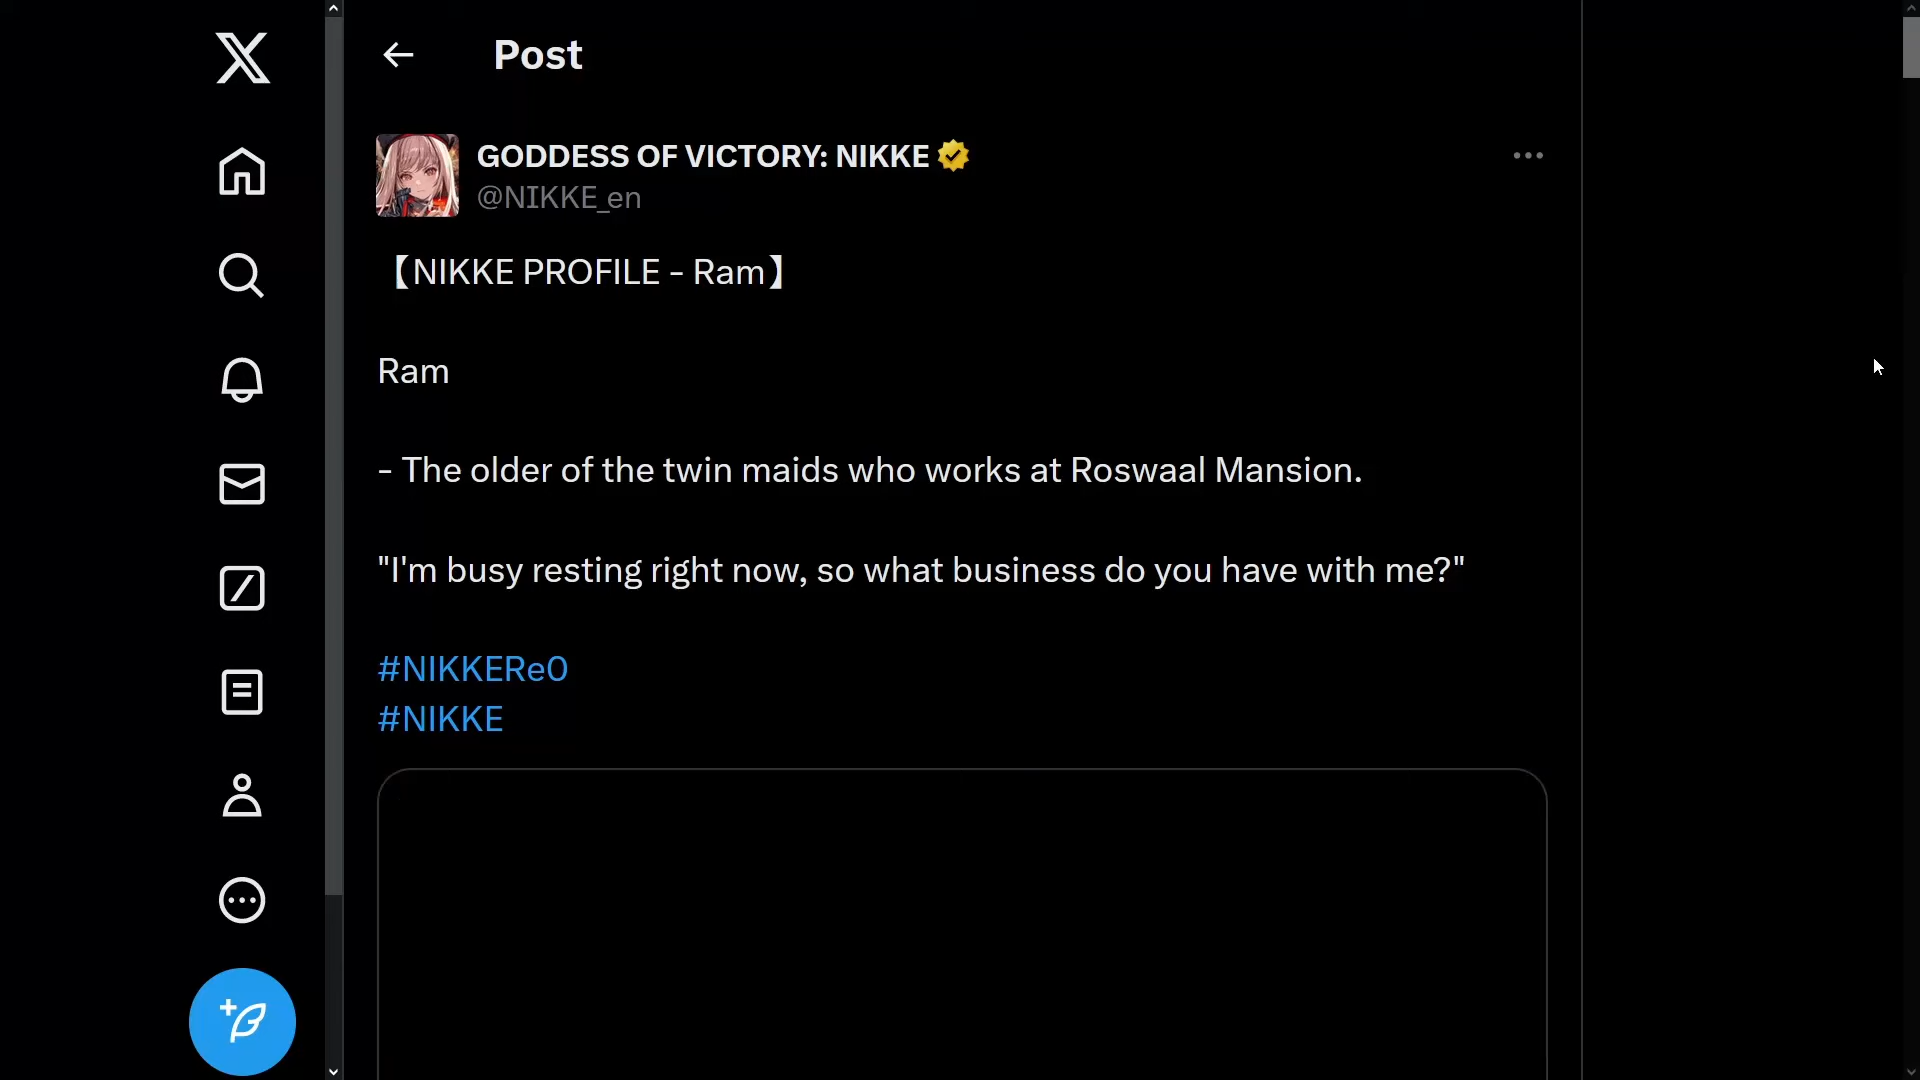 Post
GODDESS OF VICTORY: NIKKE
@NIKKE_en
【NIKKE PROFILE - Ram】
Ram
- The older of the twin maids who works at Roswaal Mansion.
"I'm busy resting right now, so what business do you have with me?"
#NIKKERe0
#NIKKE